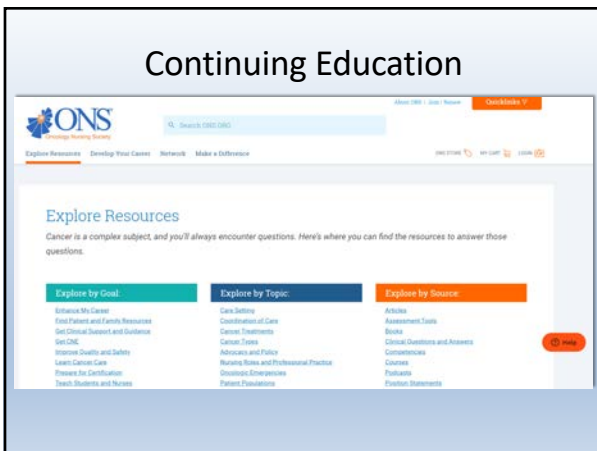 Continuing Education
About ONS | Join | Renew
Quicklinks
ONS
Oncology Nursing Society
Search ONS.ORG
Explore Resources Develop Your Career Network Make a Difference
ONS STORE MY CART LOGIN
Explore Resources
Cancer is a complex subject, and you'll always encounter questions. Here's where you can find the resources to answer those
questions.
Explore by Goal:
Enhance My Career
Find Patient and Family Resources
Get Clinical Support and Guidance
Get CNE
Improve Quality and Safety
Learn Cancer Care
Prepare for Certification
Teach Students and Nurses
Explore by Topic:
Care Setting
Coordination of Care
Cancer Treatments
Cancer Types
Advocacy and Policy
Nursing Roles and Professional Practice
Oncologic Emergencies
Patient Populations
Explore by Source:
Articles
Assessment Tools
Books
Clinical Questions and Answers
Competencies
Courses
Podcasts
Position Statements
Help